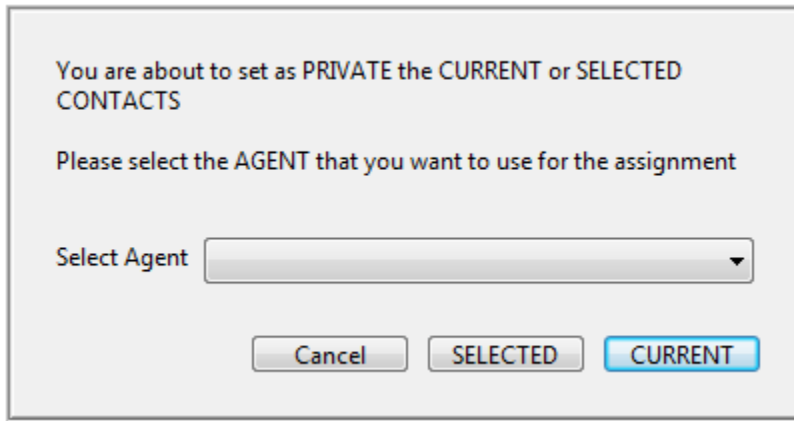 You are about to set as PRIVATE the CURRENT or SELECTED
CONTACTS
Please select the AGENT that you want to use for the assignment
Select Agent
Cancel SELECTED CURRENT